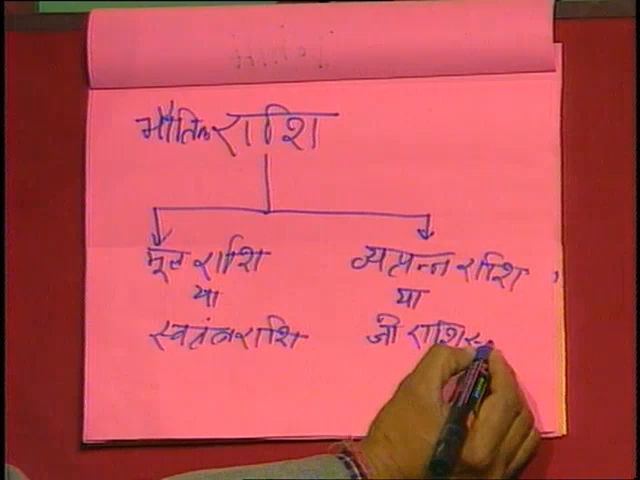 भौतिक राशि
मूल राशि
व्युत्पन्न राशि
या
या
स्वतंत्र राशि
जो राशि स्